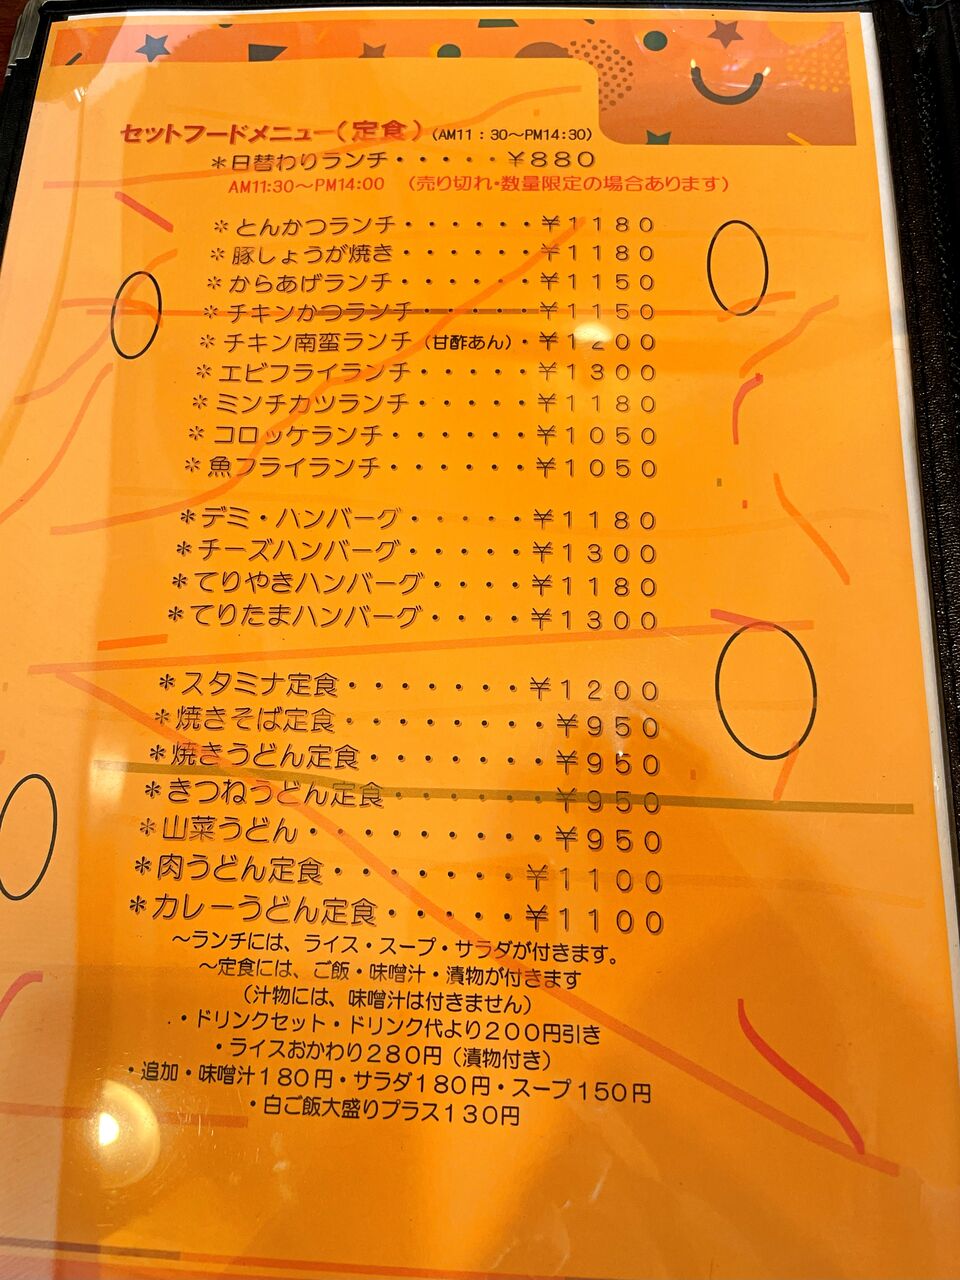 セットフードメニュー(定食)(AM11:30〜PM14:30)
＊日替わりランチ・・・・・￥880
AM11:30〜PM14:00 (売り切れ・数量限定の場合あります)
＊とんかつランチ・・・・・・￥1180
＊豚しょうが焼き・・・・・・￥1180
＊からあげランチ・・・・・・￥1150
＊チキンかつランチ・・・・・￥1150
＊チキン南蛮ランチ(甘酢あん)・￥1200
＊エビフライランチ・・・・・￥1300
＊ミンチカツランチ・・・・・￥1180
＊コロッケランチ・・・・・・￥1050
＊魚フライランチ・・・・・・￥1050
＊デミ・ハンバーグ・・・・・￥1180
＊チーズハンバーグ・・・・・￥1300
＊てりやきハンバーグ・・・・￥1180
＊てりたまハンバーグ・・・・￥1300
＊スタミナ定食・・・・・・・￥1200
＊焼きそば定食・・・・・・・・￥950
＊焼きうどん定食・・・・・・・￥950
＊きつねうどん定食・・・・・・￥950
＊山菜うどん・・・・・・・・・￥950
＊肉うどん定食・・・・・・・￥1100
＊カレーうどん定食・・・・・￥1100
〜ランチには、ライス・スープ・サラダが付きます。
〜定食には、ご飯・味噌汁・漬物が付きます
(汁物には、味噌汁は付きません)
・ドリンクセット・ドリンク代より200円引き
・ライスおかわり280円(漬物付き)
・追加・味噌汁180円・サラダ180円・スープ150円
・白ご飯大盛りプラス130円